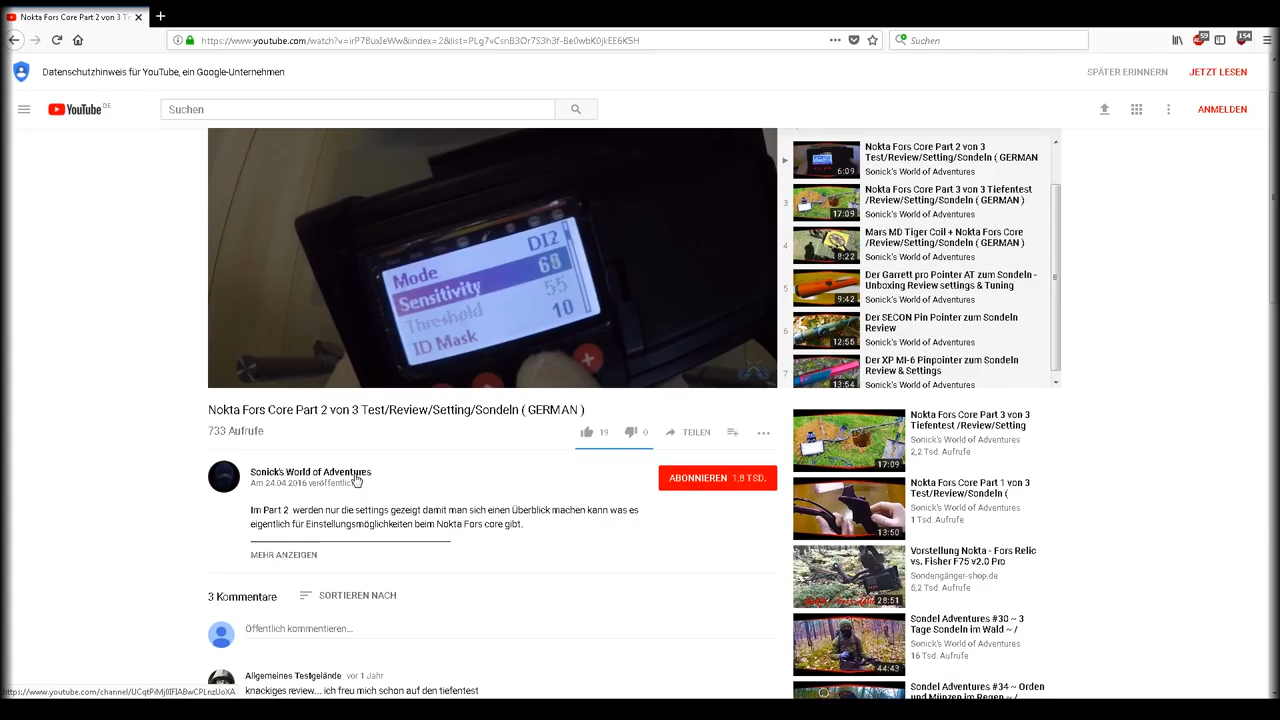 Nokta Fors Core Part 2 von 3 Te
https://www.youtube.com/watch?v=irP78uxIeWw&index=2&list=PLg7vCsnB3Or7S3h3f-Be0wbK0jkEE6KSH
Suchen
59
154
Datenschutzhinweis für YouTube, ein Google-Unternehmen
SPÄTER ERINNERN
JETZT LESEN
YouTube DE
Suchen
ANMELDEN
Mode DI2
Sensitivity 68
Threshold 55
ID Mask 10
Nokta Fors Core Part 2 von 3
Test/Review/Setting/Sondeln ( GERMAN
Sonick's World of Adventures
6:09
3
Nokta Fors Core Part 3 von 3 Tiefentest
/Review/Setting/Sondeln ( GERMAN )
Sonick's World of Adventures
17:09
4
Mars MD Tiger Coil + Nokta Fors Core
/Review/Setting/Sondeln ( GERMAN )
Sonick's World of Adventures
8:22
5
Der Garrett pro Pointer AT zum Sondeln -
Unboxing Review settings & Tuning
Sonick's World of Adventures
9:42
6
Der SECON Pin Pointer zum Sondeln
Review
Sonick's World of Adventures
12:56
7
Der XP MI-6 Pinpointer zum Sondeln
Review & Settings
Sonick's World of Adventures
13:54
Nokta Fors Core Part 2 von 3 Test/Review/Setting/Sondeln ( GERMAN )
733 Aufrufe
19
0
TEILEN
Sonick's World of Adventures
Am 24.04.2016 veröffentlicht
ABONNIEREN 1,8 TSD.
Im Part 2 werden nur die settings gezeigt damit man sich einen Überblick machen kann was es
eigentlich für Einstellungsmöglichkeiten beim Nokta Fors core gibt.
MEHR ANZEIGEN
3 Kommentare
SORTIEREN NACH
Öffentlich kommentieren...
Allgemeines Testgelände vor 1 Jahr
knackiges review... ich freu mich schon auf den tiefentest
Nokta Fors Core Part 3 von 3
Tiefentest /Review/Setting
Sonick's World of Adventures
2,2 Tsd. Aufrufe
17:09
Nokta Fors Core Part 1 von 3
Test/Review/Sondeln (
Sonick's World of Adventures
1 Tsd. Aufrufe
13:50
Vorstellung Nokta - Fors Relic
vs. Fisher F75 v2.0 Pro
Sondengänger-shop.de
5,2 Tsd. Aufrufe
28:51
Sondel Adventures #30 ~ 3
Tage Sondeln im Wald ~ /
Sonick's World of Adventures
16 Tsd. Aufrufe
44:43
Sondel Adventures #34 ~ Orden
und Münzen im Regen ~ /